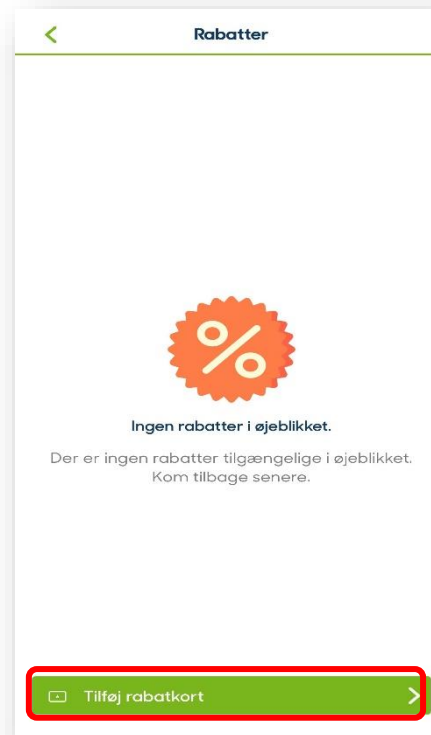 Rabatter
%
Ingen rabatter i øjeblikket.
Der er ingen rabatter tilgængelige i øjeblikket.
Kom tilbage senere.
Tilføj rabatkort